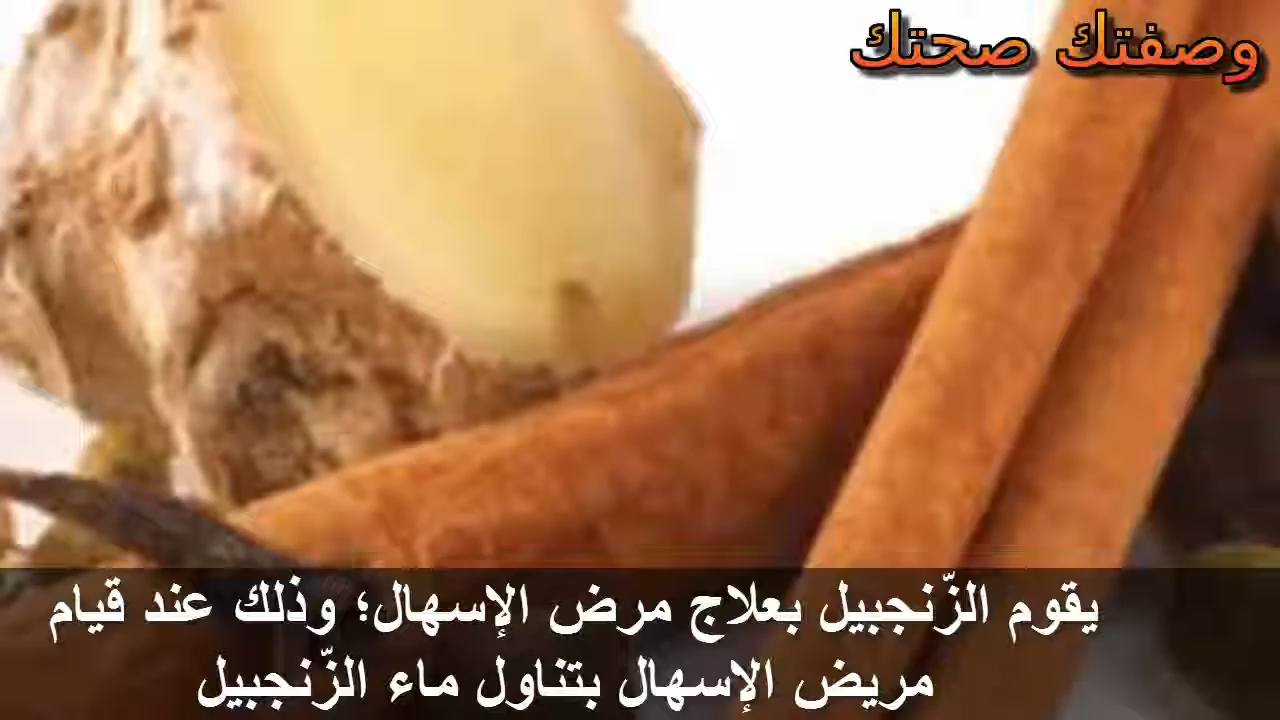 وصفتك صحتك
يقوم الزّنجبيل بعلاج مرض الإسهال؛ وذلك عند قيام
مريض الإسهال بتناول ماء الزّنجبيل